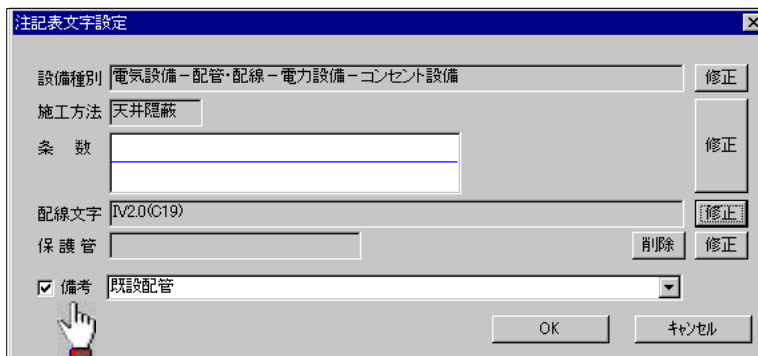 注記表文字設定
設備種別 電気設備－配管・配線－電力設備－コンセント設備 修正
施工方法 天井隠蔽
条 数 修正
配線文字 IV2.0(C19) 修正
保護管 削除 修正
備考 既設配管
OK キャンセル